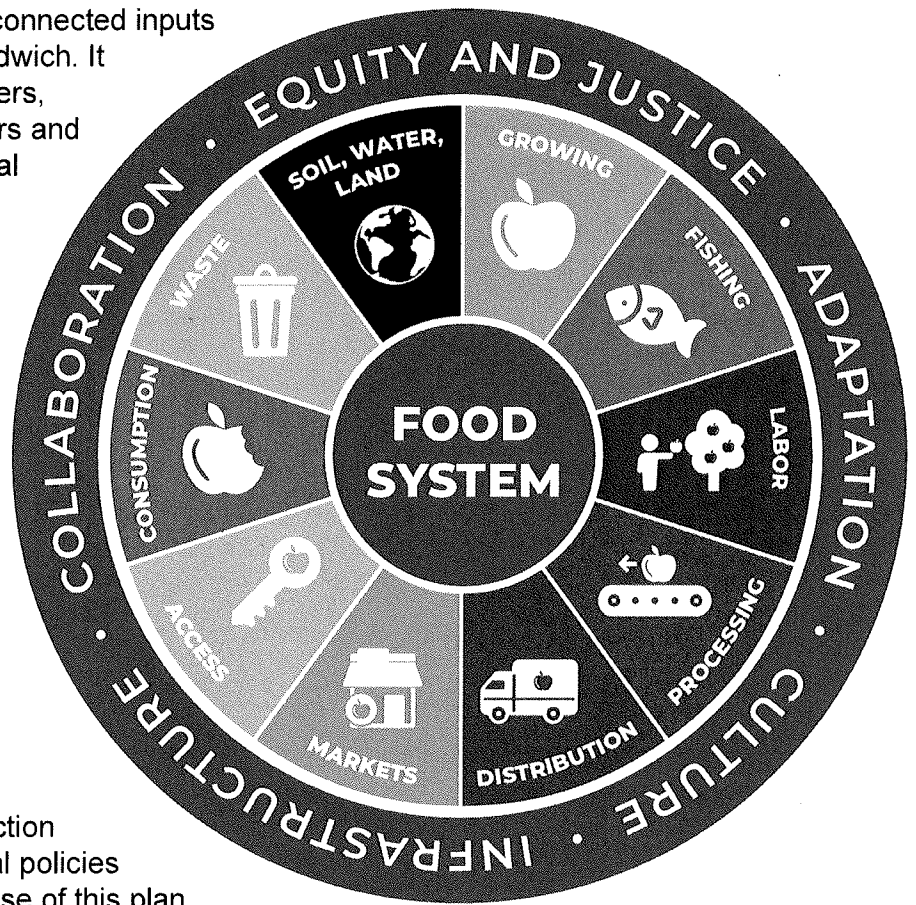 connected inputs
dwich. It
ers,
rs and
al
EQUITY AND JUSTICE • ADAPTATION • CULTURE • INFRASTRUCTURE • COLLABORATION •
SOIL, WATER,
LAND
GROWING
FISHING
LABOR
PROCESSING
DISTRIBUTION
MARKETS
ACCESS
CONSUMPTION
WASTE
FOOD
SYSTEM
ction
al policies
se of this plan